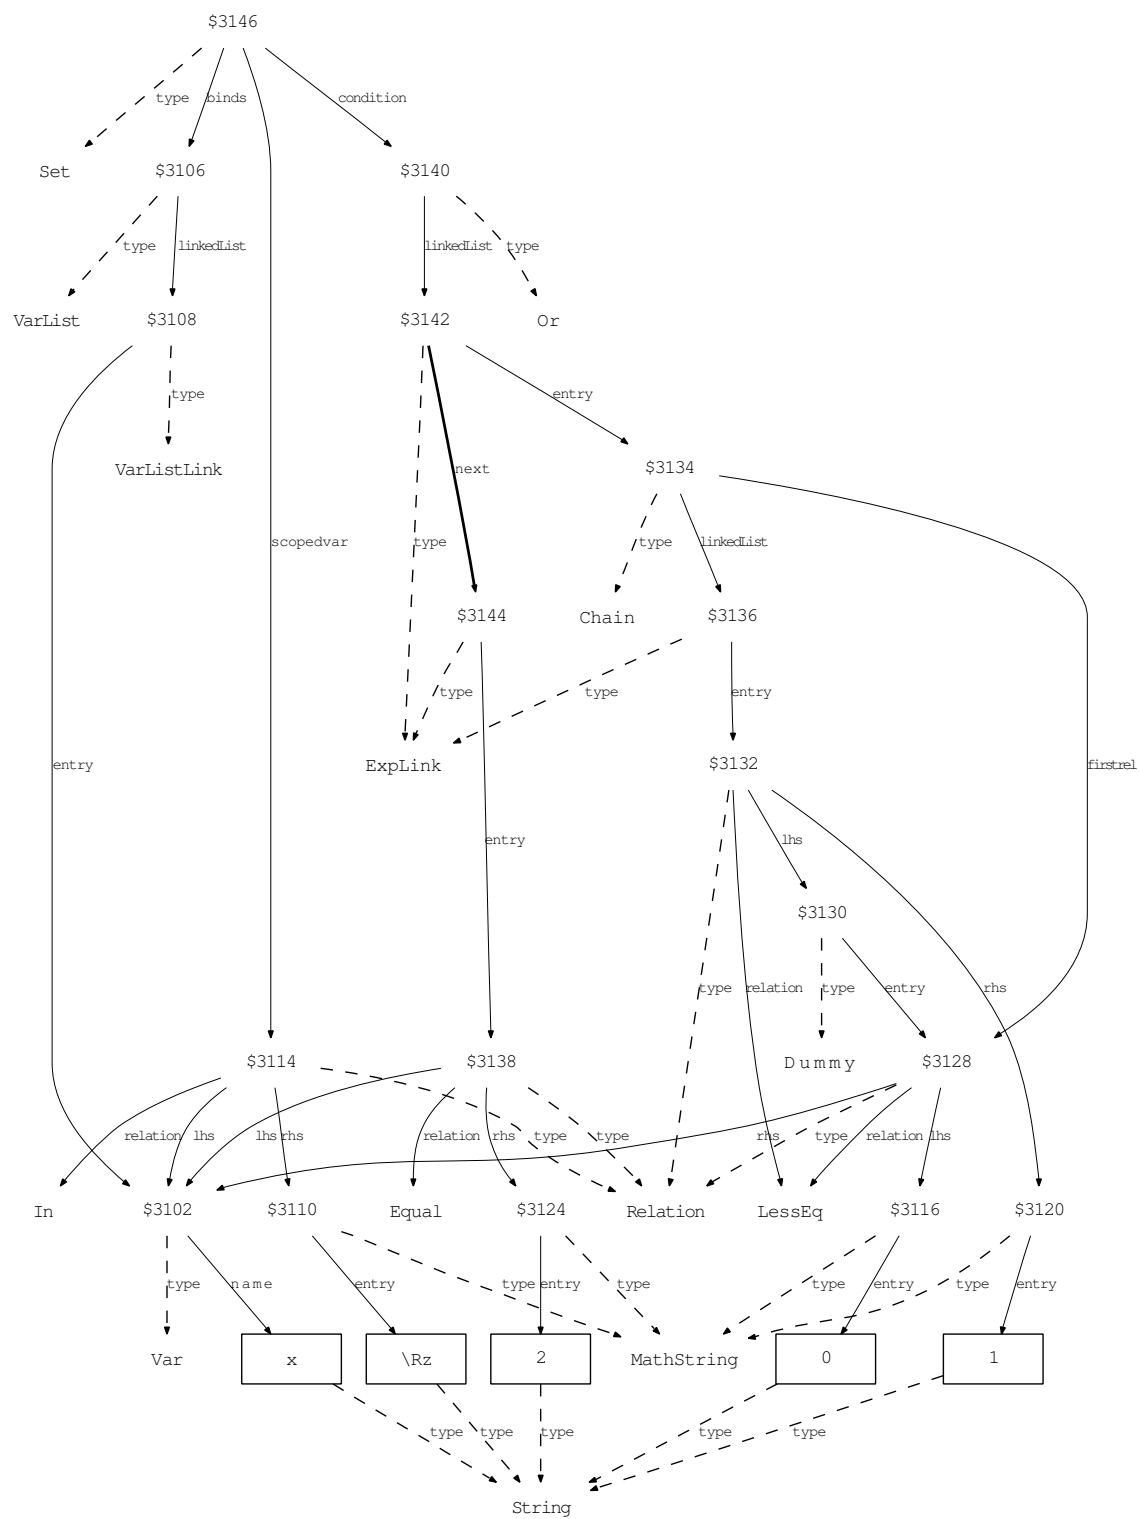 $3146
type binds condition
Set $3106 $3140
type linkedList linkedList type
VarList $3108 $3142 Or
type entry
VarListLink $3134
next
scopedvar type type linkedList
$3144 Chain $3136
type type entry
entry ExpLink $3132 firstrel
entry lhs
$3130
type relation type entry rhs
$3114 $3138 Dummy $3128
relation lhs lhs rhs relation rhs type type rhs type relation lhs
In $3102 $3110 Equal $3124 Relation LessEq $3116 $3120
type name entry type entry type type entry type entry
Var x \Rz 2 MathString 0 1
type type type type type
String